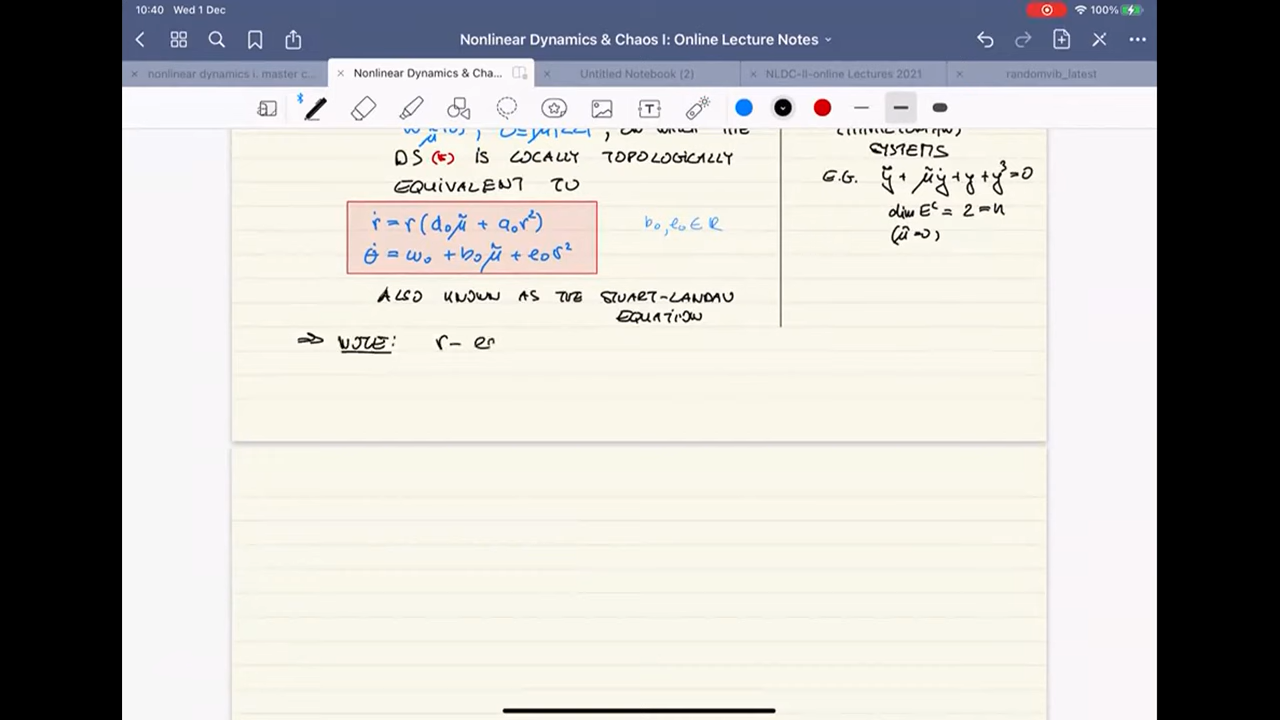 10:40 Wed 1 Dec
100%
Nonlinear Dynamics & Chaos I: Online Lecture Notes
nonlinear dynamics i. master c...
Nonlinear Dynamics & Cha...
Untitled Notebook (2)
NLDC-II-online Lectures 2021
randomvib_latest
DS (*) IS LOCALLY TOPOLOGICALLY
EQUIVALENT TO
ṙ = r(d₀μ̃ + a₀r²)
θ̇ = ω₀ + b₀μ̃ + e₀r²
b₀, e₀ ∈ ℝ
ALSO KNOWN AS THE STUART-LANDAU
EQUATION
⇒ NOTE: r- e
SYSTEMS
E.G. ÿ + μ̃ẏ + y + y³ = 0
dim Eᶜ = 2 = n
(μ̃ = 0)